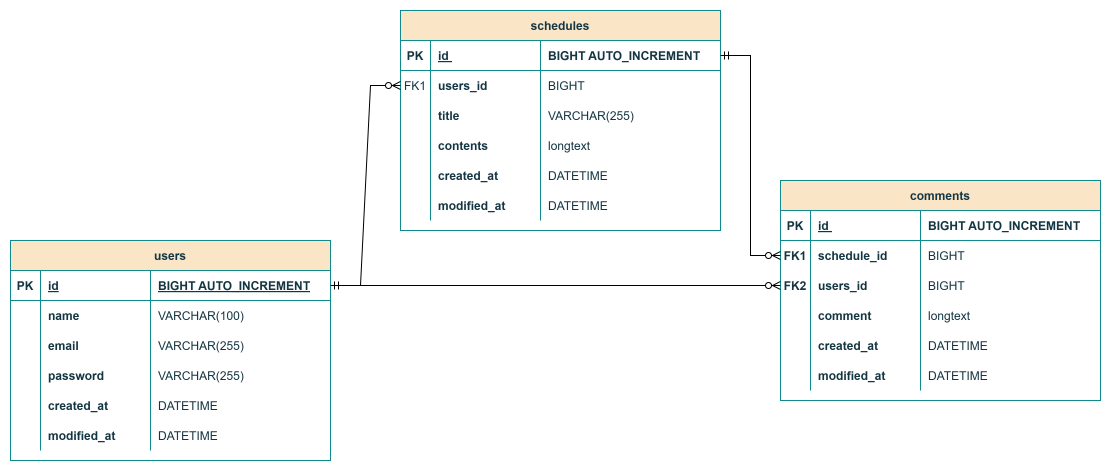 schedules
PK id BIGHT AUTO_INCREMENT
FK1 users_id BIGHT
title VARCHAR(255)
contents longtext
created_at DATETIME
modified_at DATETIME
comments
PK id BIGHT AUTO_INCREMENT
FK1 schedule_id BIGHT
FK2 users_id BIGHT
comment longtext
created_at DATETIME
modified_at DATETIME
users
PK id BIGHT AUTO_INCREMENT
name VARCHAR(100)
email VARCHAR(255)
password VARCHAR(255)
created_at DATETIME
modified_at DATETIME